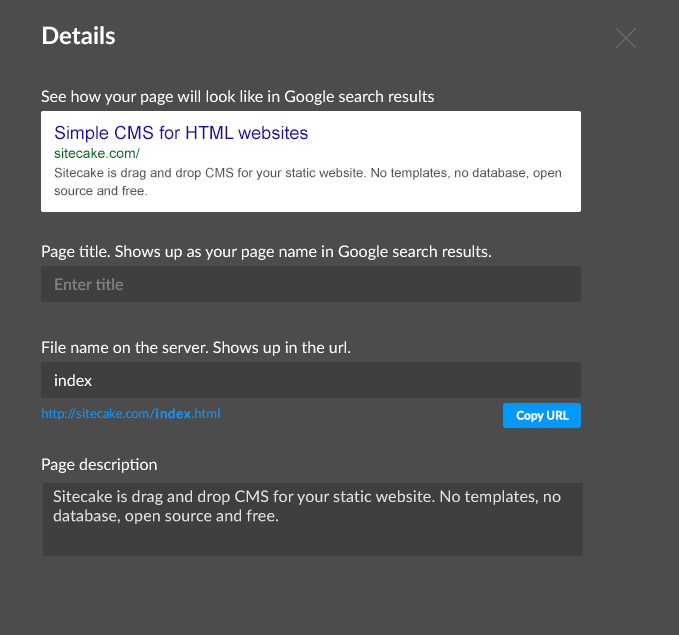 Details
See how your page will look like in Google search results
Simple CMS for HTML websites
sitecake.com/
Sitecake is drag and drop CMS for your static website. No templates, no database, open
source and free.
Page title. Shows up as your page name in Google search results.
Enter title
File name on the server. Shows up in the url.
index
http://sitecake.com/index.html
Copy URL
Page description
Sitecake is drag and drop CMS for your static website. No templates, no
database, open source and free.